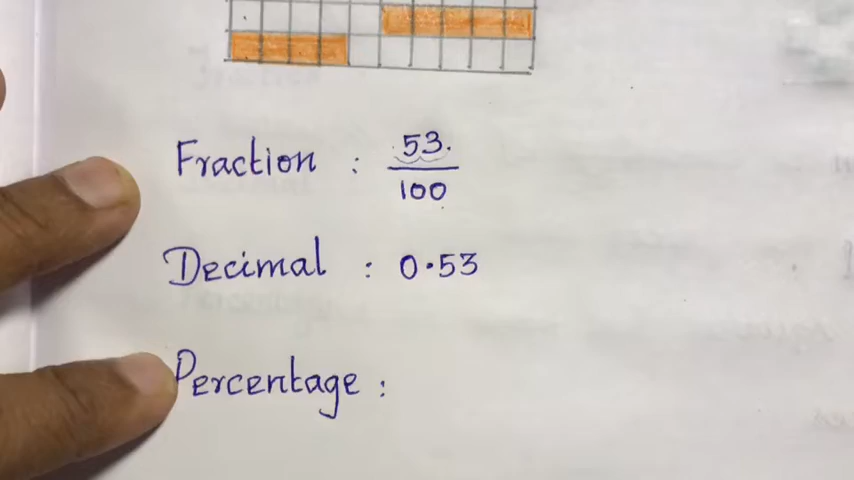 Fraction : 53.
100
Decimal : 0.53
Percentage :